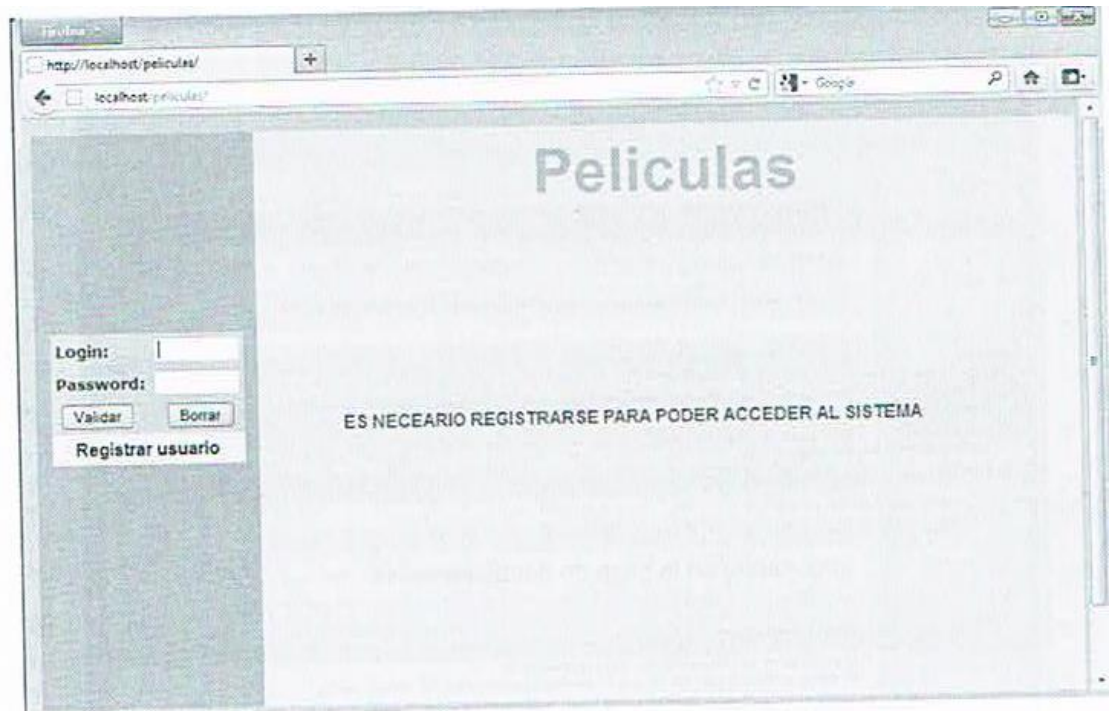 http://localhost/peliculas/
+
localhost/peliculas/
Google
Peliculas
Login:
Password:
Validar
Borrar
Registrar usuario
ES NECEARIO REGISTRARSE PARA PODER ACCEDER AL SISTEMA